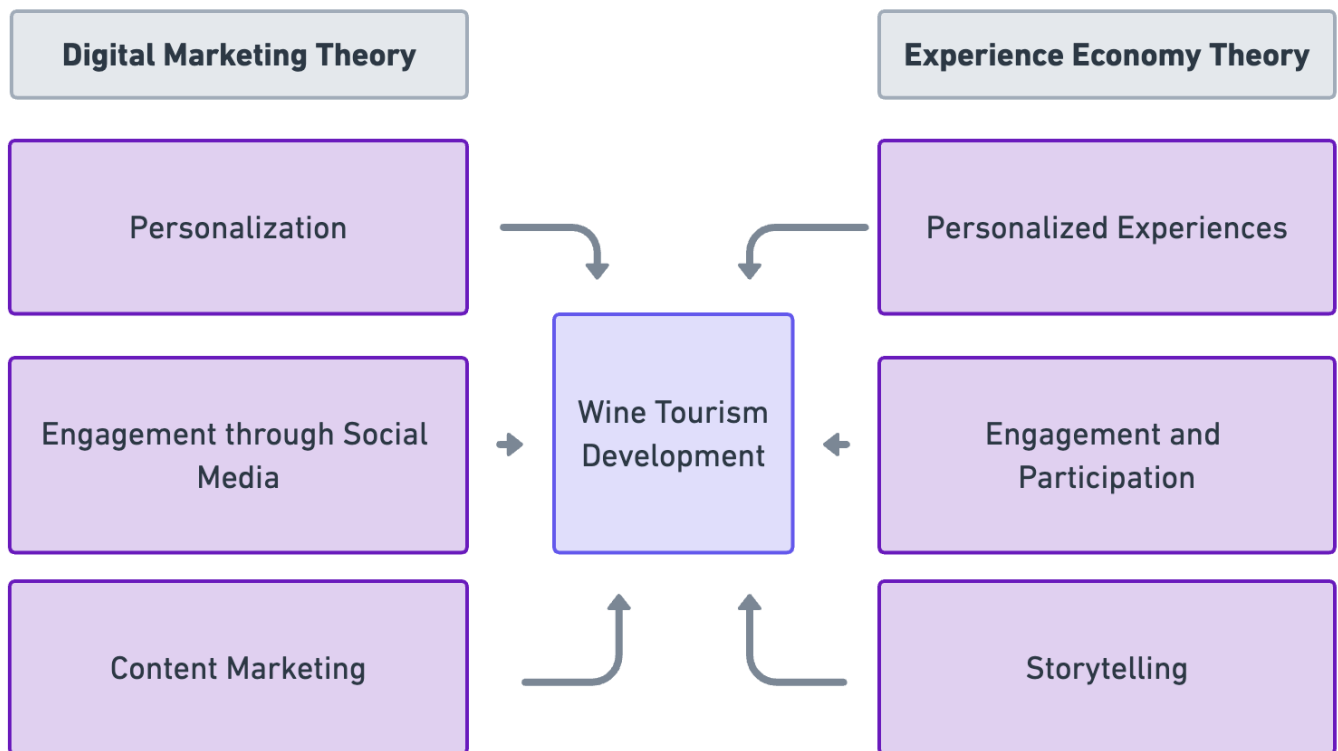 Digital Marketing Theory
Experience Economy Theory
Personalization
Personalized Experiences
Engagement through Social
Media
Wine Tourism
Development
Engagement and
Participation
Content Marketing
Storytelling